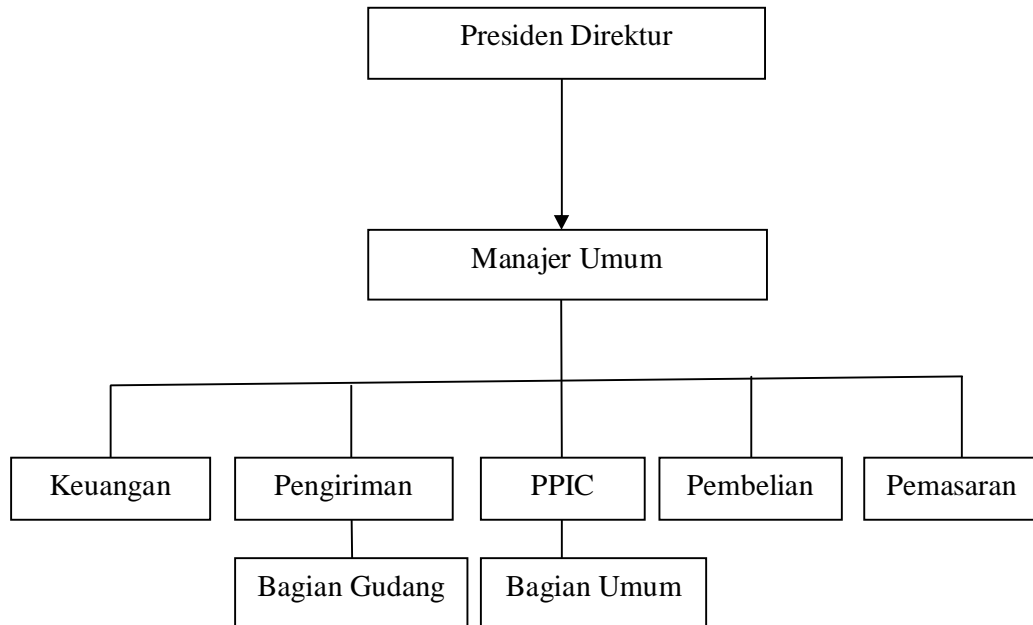 Presiden Direktur
Manajer Umum
Keuangan
Pengiriman
PPIC
Pembelian
Pemasaran
Bagian Gudang
Bagian Umum